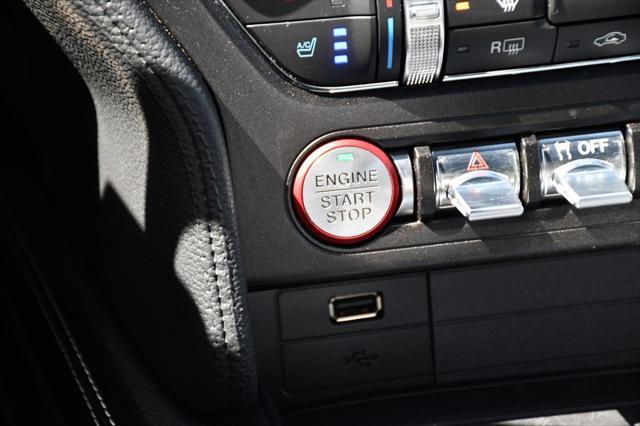 A/C
R
ENGINE
START
STOP
OFF